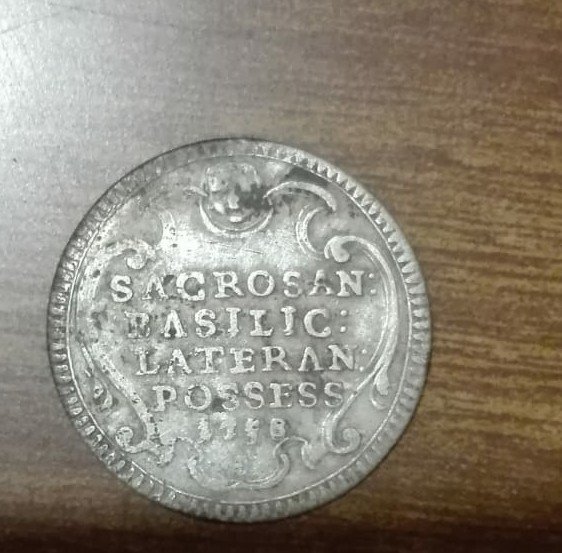 SACROSAN:
BASILIC:
LATERAN:
POSSESS
1758